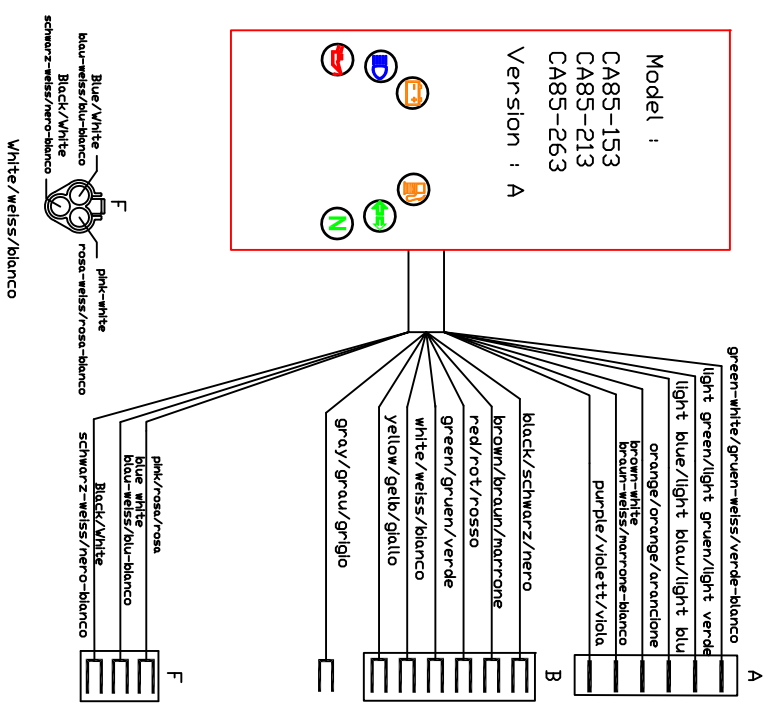 Model :
CA85-153
CA85-213
CA85-263
Version : A
N
green-white/gruen-weiss/verde-blanco
light green/light gruen/light verde
light blue/light blau/light blu
orange/orange/arancione
brown-white
braun-weiss/marrone-bianco
purple/violett/viola
A
black/schwarz/nero
brown/braun/marrone
red/rot/rosso
green/gruen/verde
white/weiss/bianco
yellow/gelb/giallo
B
gray/grau/grigio
pink/rosa/rosa
blue white
blau-weiss/blu-bianco
Black/White
schwarz-weiss/nero-bianco
F
F
Blue/White
blau-weiss/blu-bianco
Black/White
schwarz-weiss/nero-bianco
pink-white
rosa-weiss/rosa-bianco
White/weiss/bianco